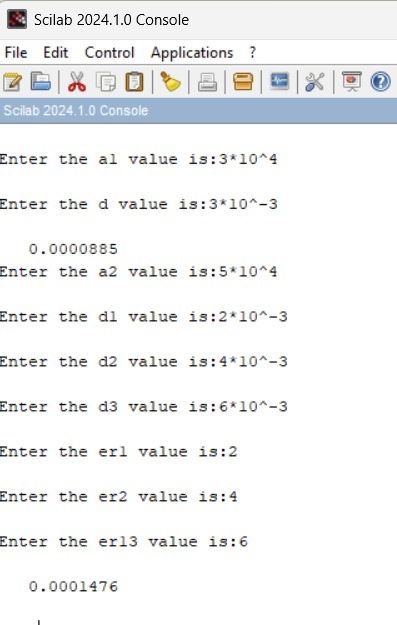 Scilab 2024.1.0 Console
File Edit Control Applications ?
Scilab 2024.1.0 Console
Enter the a1 value is:3*10^4
Enter the d value is:3*10^-3
0.0000885
Enter the a2 value is:5*10^4
Enter the d1 value is:2*10^-3
Enter the d2 value is:4*10^-3
Enter the d3 value is:6*10^-3
Enter the er1 value is:2
Enter the er2 value is:4
Enter the er13 value is:6
0.0001476